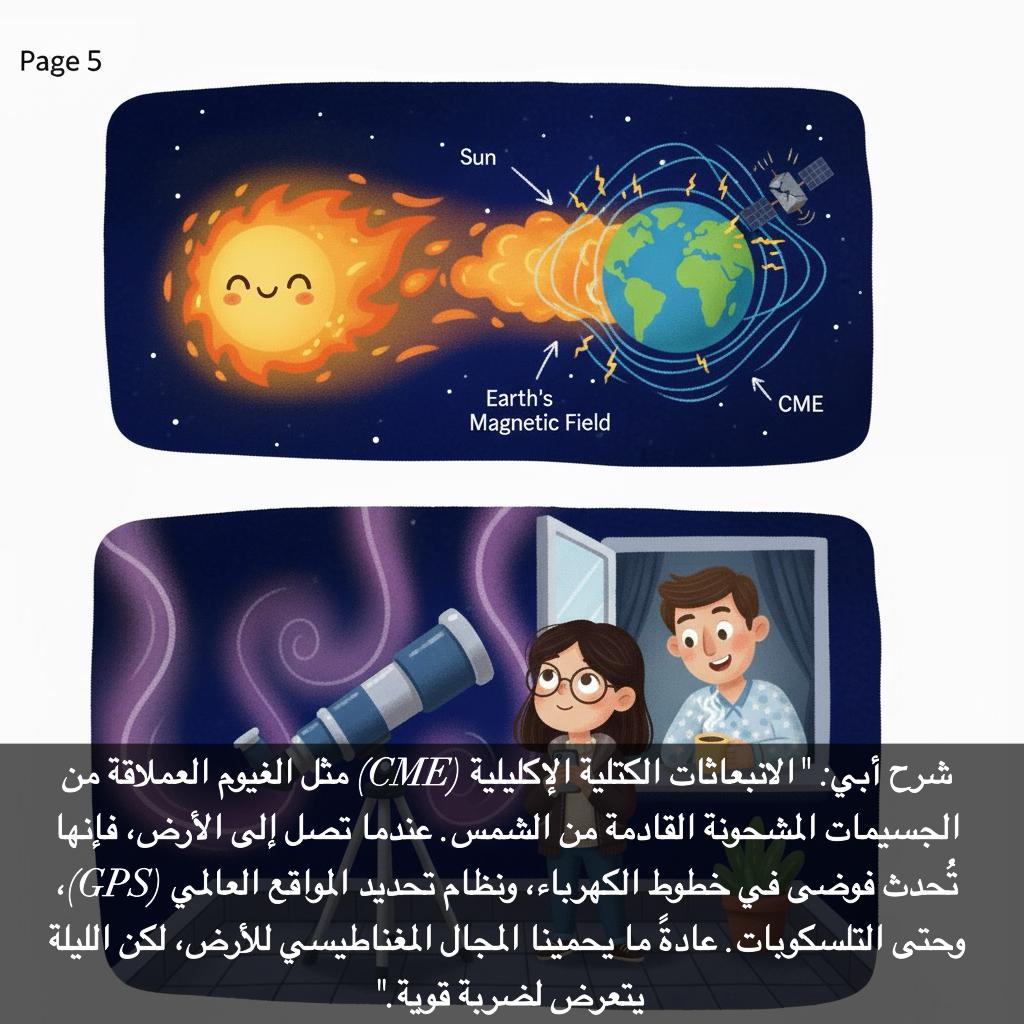 Page 5
Sun
Earth's
Magnetic Field
CME
شرح أبي: "الانبعاثات الكتلية الإكليلية (CME) مثل الغيوم العملاقة من
الجسيمات المشحونة القادمة من الشمس. عندما تصل إلى الأرض، فإنها
تُحدث فوضى في خطوط الكهرباء، ونظام تحديد المواقع العالمي (GPS)،
وحتى التلسكوبات. عادةً ما يحمينا المجال المغناطيسي للأرض، لكن الليلة
يتعرض لضربة قوية."